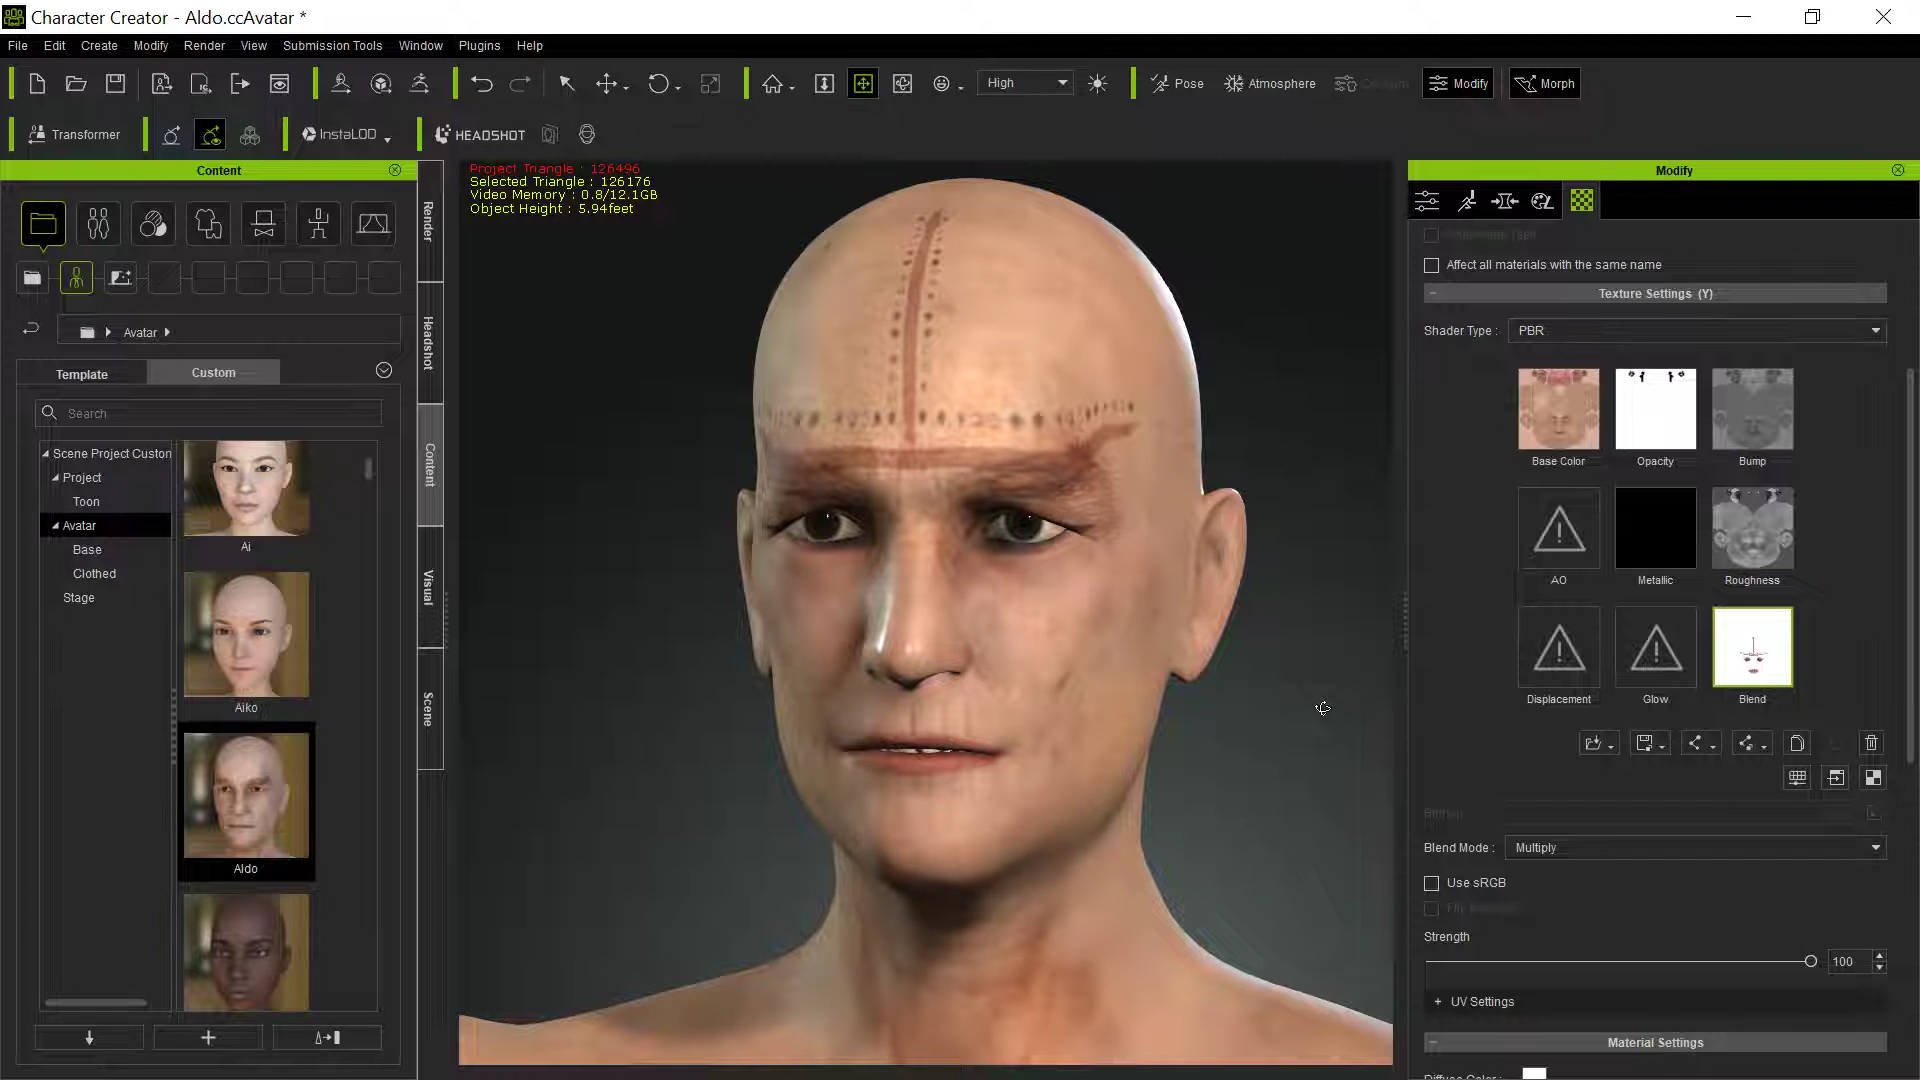 Character Creator - Aldo.ccAvatar *
File Edit Create Modify Render View Submission Tools Window Plugins Help
High
Pose
Atmosphere
Modify
Morph
Transformer
InstaLOD
HEADSHOT
Content
Avatar
Template
Custom
Search
Scene Project Custon
Project
Toon
Avatar
Base
Clothed
Stage
Ai
Aiko
Aldo
Render
Headshot
Content
Visual
Scene
Project Triangle : 126496
Selected Triangle : 126176
Video Memory : 0.8/12.1GB
Object Height : 5.94feet
Modify
Affect all materials with the same name
Texture Settings (Y)
Shader Type : PBR
Base Color
Opacity
Bump
AO
Metallic
Roughness
Displacement
Glow
Blend
Blend Mode : Multiply
Use sRGB
Strength
100
+ UV Settings
Material Settings
Diffuse Color :